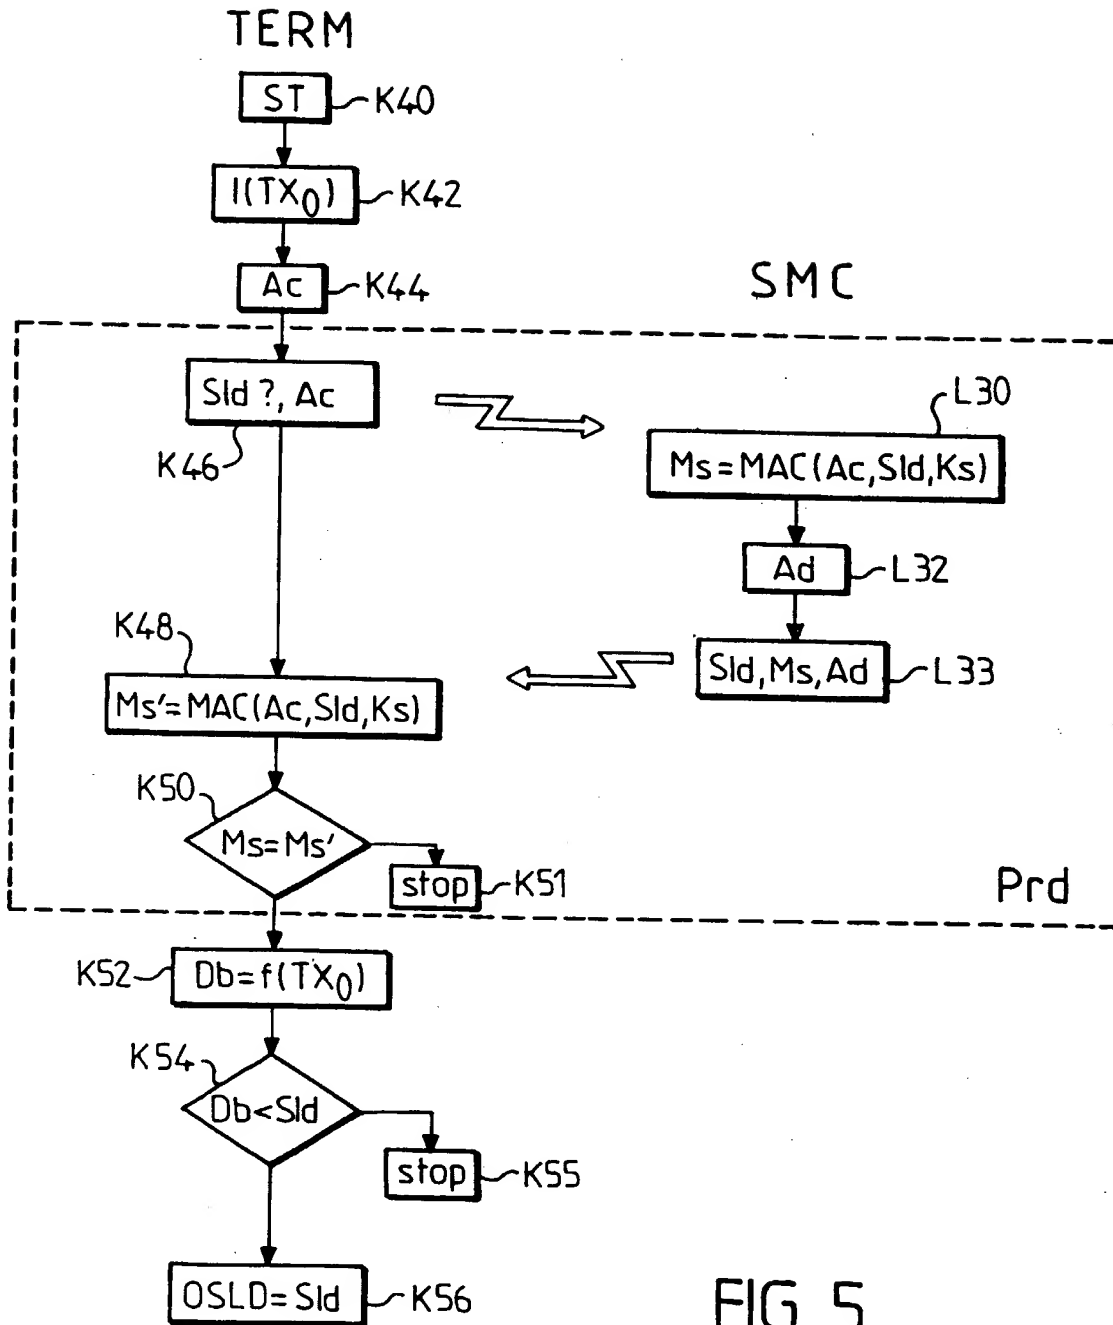 TERM
ST K40
I(TX0) K42
Ac K44
SMC
Sld ?, Ac
K46
L30
Ms=MAC(Ac,Sld,Ks)
Ad L32
Sld,Ms,Ad L33
K48
Ms'=MAC(Ac,Sld,Ks)
K50
Ms=Ms'
stop K51
Prd
K52 Db=f(TX0)
K54
Db<Sld
stop K55
OSLD=Sld K56
FIG 5